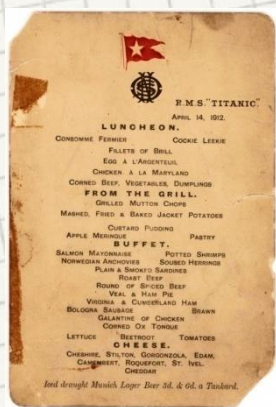 R.M.S. "TITANIC."
APRIL 14, 1912.
LUNCHEON.
CONSOMMÉ FERMIER COCKIE LEEKIE
FILLETS OF BRILL
EGG À L'ARGENTEUIL
CHICKEN À LA MARYLAND
CORNED BEEF, VEGETABLES, DUMPLINGS
FROM THE GRILL.
GRILLED MUTTON CHOPS
MASHED, FRIED & BAKED JACKET POTATOES
CUSTARD PUDDING
APPLE MERINGUE PASTRY
BUFFET.
SALMON MAYONNAISE POTTED SHRIMPS
NORWEGIAN ANCHOVIES SOUSED HERRINGS
PLAIN & SMOKED SARDINES
ROAST BEEF
ROUND OF SPICED BEEF
VEAL & HAM PIE
VIRGINIA & CUMBERLAND HAM
BOLOGNA SAUSAGE BRAWN
GALANTINE OF CHICKEN
CORNED OX TONGUE
LETTUCE BEETROOT TOMATOES
CHEESE.
CHESHIRE, STILTON, GORGONZOLA, EDAM,
CAMEMBERT, ROQUEFORT, ST. IVEL.
CHEDDAR
Iced draught Munich Lager Beer 3d. & 6d. a Tankard.